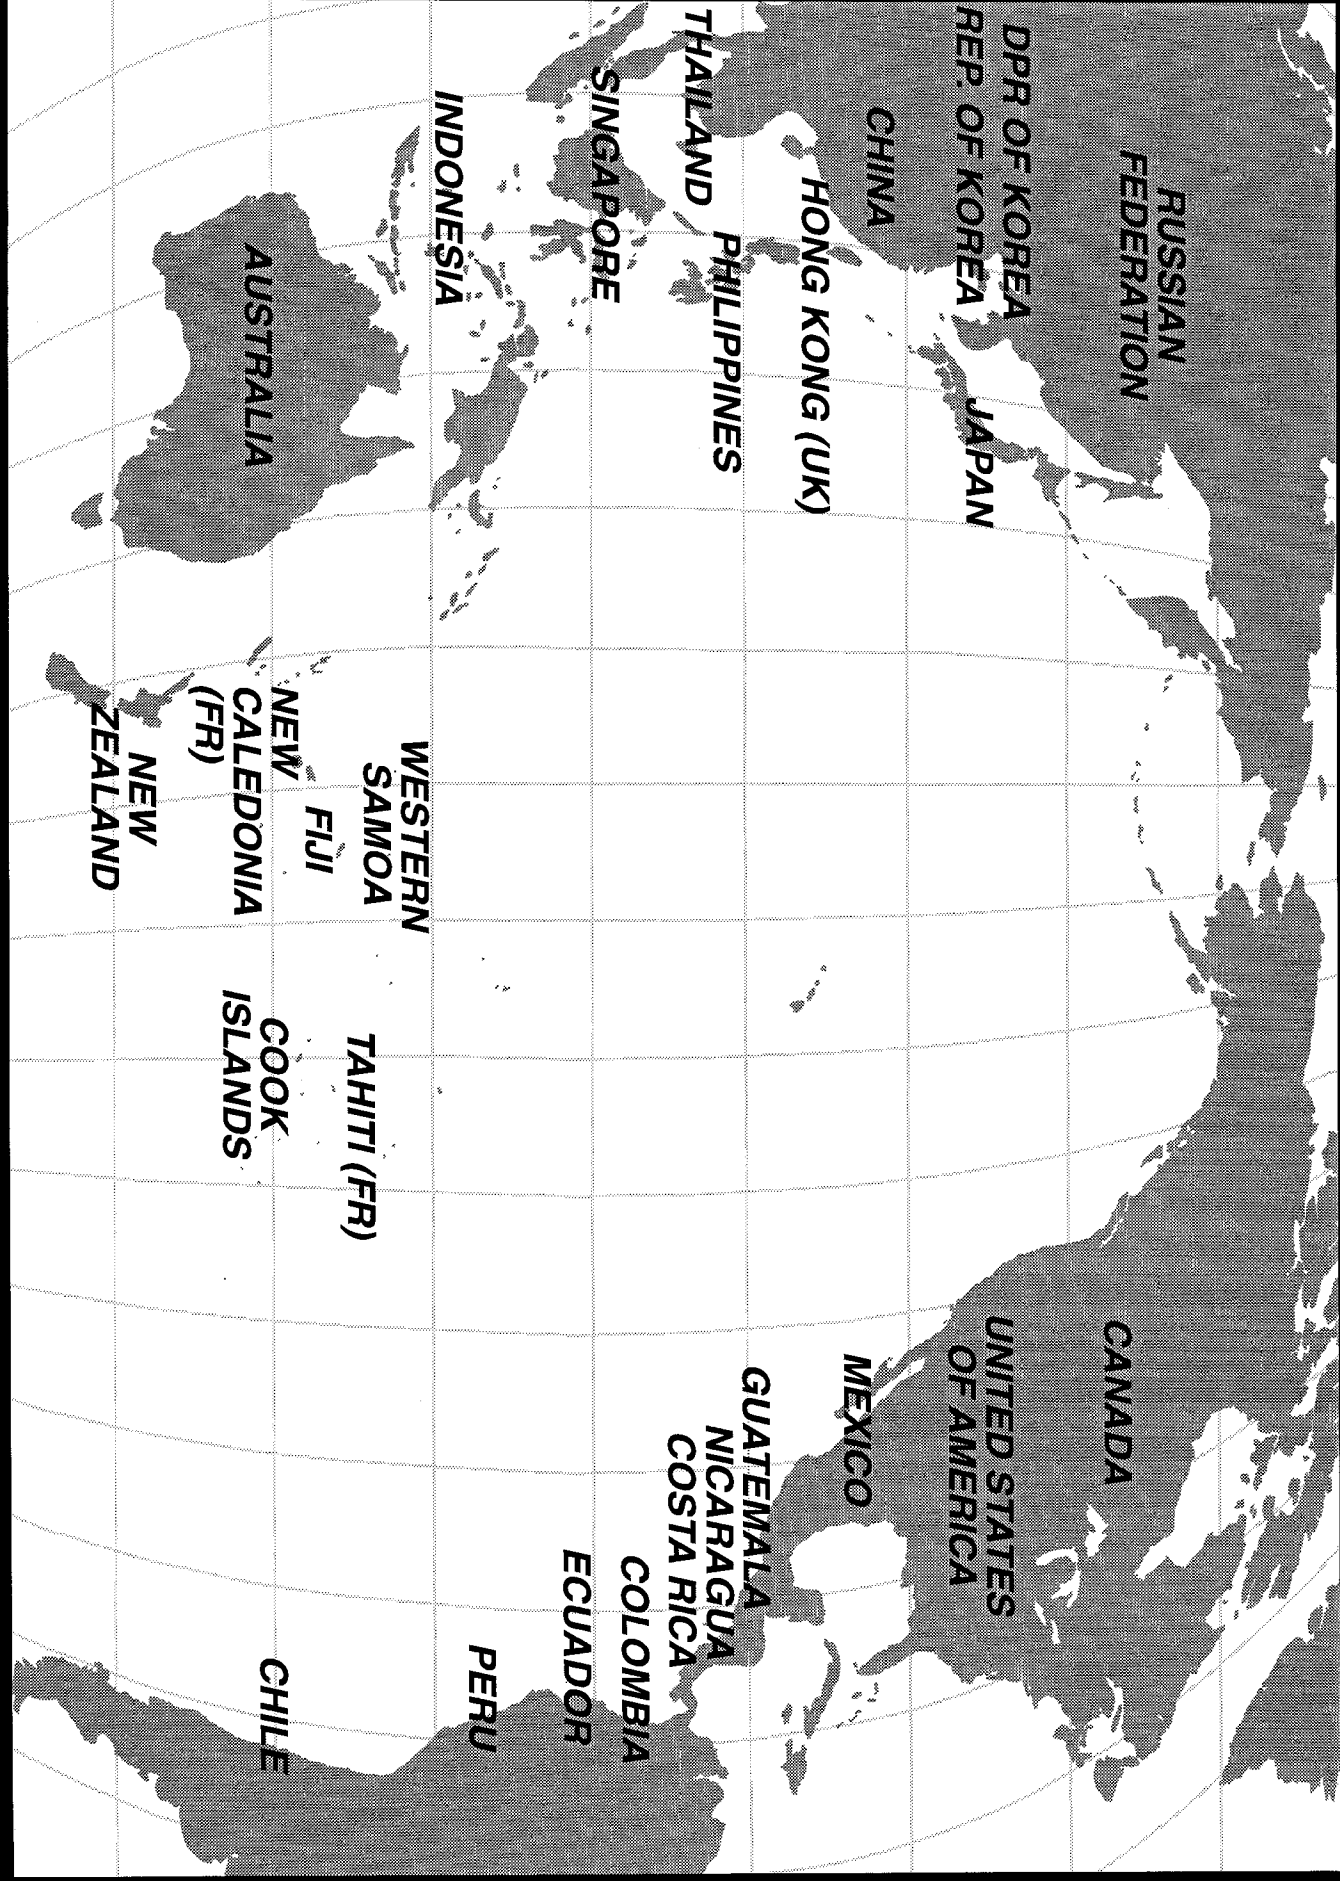 RUSSIAN
FEDERATION
DPR OF KOREA
REP. OF KOREA
JAPAN
CHINA
HONG KONG (UK)
THAILAND
PHILIPPINES
SINGAPORE
INDONESIA
AUSTRALIA
WESTERN
SAMOA
FIJI
NEW
CALEDONIA
(FR)
NEW
ZEALAND
TAHITI (FR)
COOK
ISLANDS
CANADA
UNITED STATES
OF AMERICA
MEXICO
GUATEMALA
NICARAGUA
COSTA RICA
COLOMBIA
ECUADOR
PERU
CHILE